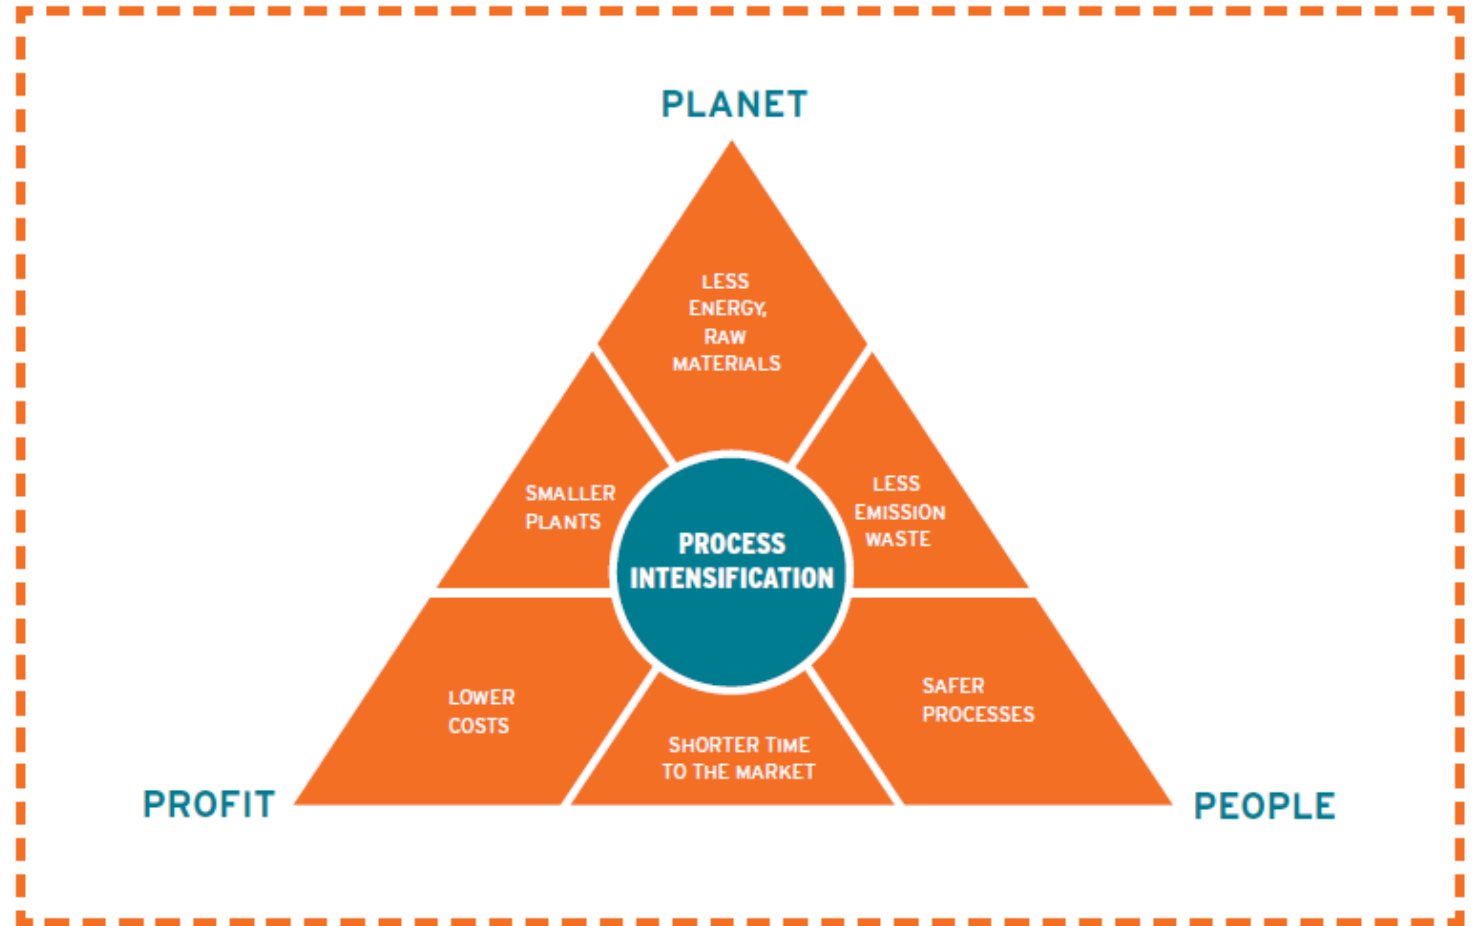 PLANET
LESS
ENERGY,
RAW
MATERIALS
SMALLER
PLANTS
LESS
EMISSION
WASTE
PROCESS
INTENSIFICATION
LOWER
COSTS
SHORTER TIME
TO THE MARKET
SAFER
PROCESSES
PROFIT
PEOPLE